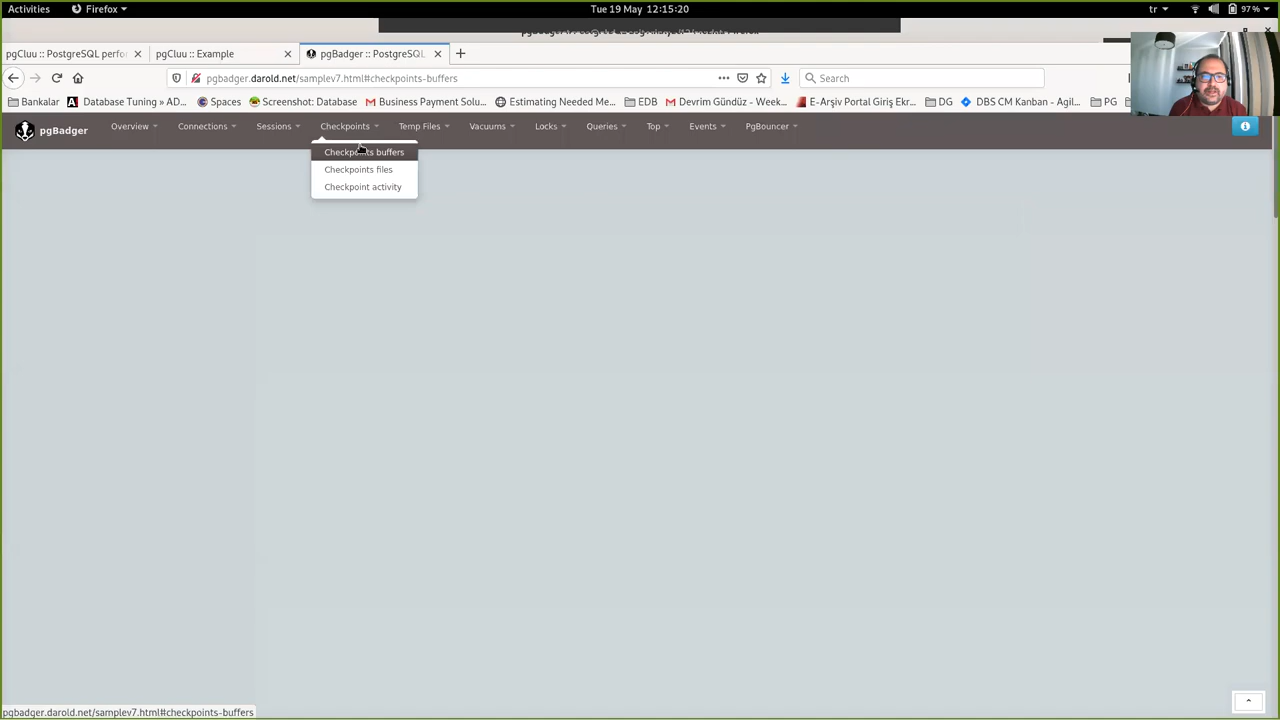 Activities
Firefox
Tue 19 May 12:15:20
tr
97%
pgCluu :: PostgreSQL perfo
pgCluu :: Example
pgBadger :: PostgreSQL
pgbadger.darold.net/samplev7.html#checkpoints-buffers
Search
Bankalar
Database Tuning » AD...
Spaces
Screenshot: Database
Business Payment Solu...
Estimating Needed Me...
EDB
Devrim Gündüz - Week...
E-Arşiv Portal Giriş Ekr...
DG
DBS CM Kanban - Agil...
PG
pgBadger
Overview
Connections
Sessions
Checkpoints
Temp Files
Vacuums
Locks
Queries
Top
Events
PgBouncer
Checkpoints buffers
Checkpoints files
Checkpoint activity
pgbadger.darold.net/samplev7.html#checkpoints-buffers